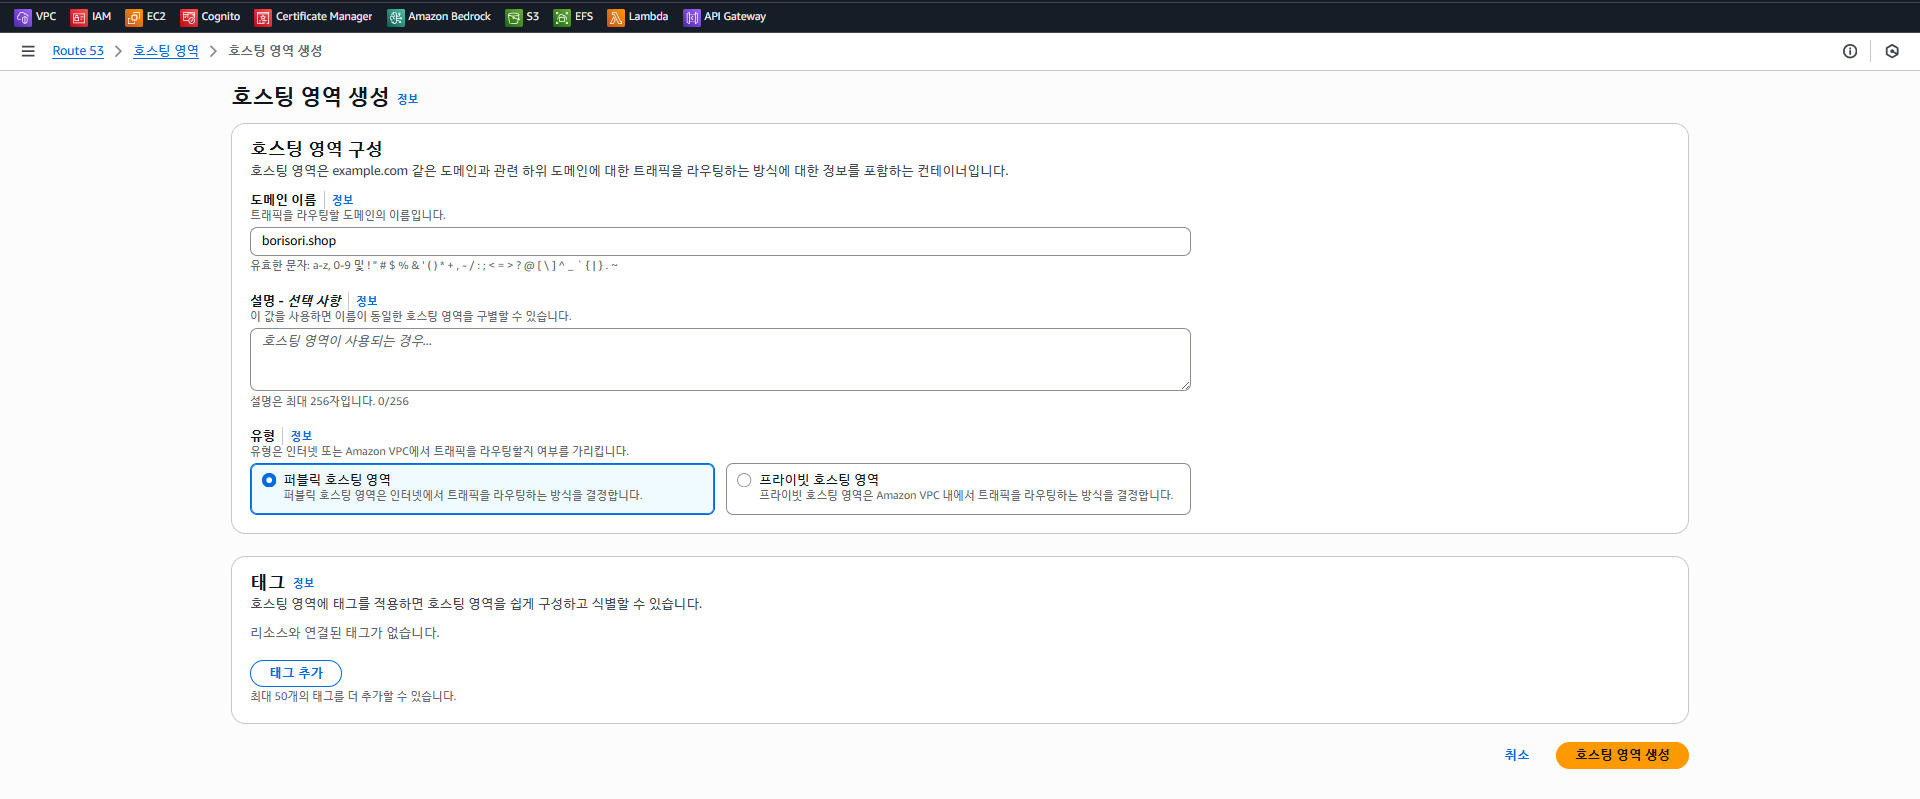 VPC IAM EC2 Cognito Certificate Manager Amazon Bedrock S3 EFS Lambda API Gateway
Route 53 > 호스팅 영역 > 호스팅 영역 생성
호스팅 영역 생성 정보
호스팅 영역 구성
호스팅 영역은 example.com 같은 도메인과 관련 하위 도메인에 대한 트래픽을 라우팅하는 방식에 대한 정보를 포함하는 컨테이너입니다.
도메인 이름 정보
트래픽을 라우팅할 도메인의 이름입니다.
borisori.shop
유효한 문자: a-z, 0-9 및 ! " # $ % & ' ( ) * + , - / : ; < = > ? @ [ \ ] ^ _ ` { | } . ~
설명 - 선택 사항 정보
이 값을 사용하면 이름이 동일한 호스팅 영역을 구별할 수 있습니다.
호스팅 영역이 사용되는 경우...
설명은 최대 256자입니다. 0/256
유형 정보
유형은 인터넷 또는 Amazon VPC에서 트래픽을 라우팅할지 여부를 가리킵니다.
퍼블릭 호스팅 영역
퍼블릭 호스팅 영역은 인터넷에서 트래픽을 라우팅하는 방식을 결정합니다.
프라이빗 호스팅 영역
프라이빗 호스팅 영역은 Amazon VPC 내에서 트래픽을 라우팅하는 방식을 결정합니다.
태그 정보
호스팅 영역에 태그를 적용하면 호스팅 영역을 쉽게 구성하고 식별할 수 있습니다.
리소스와 연결된 태그가 없습니다.
태그 추가
최대 50개의 태그를 더 추가할 수 있습니다.
취소 호스팅 영역 생성